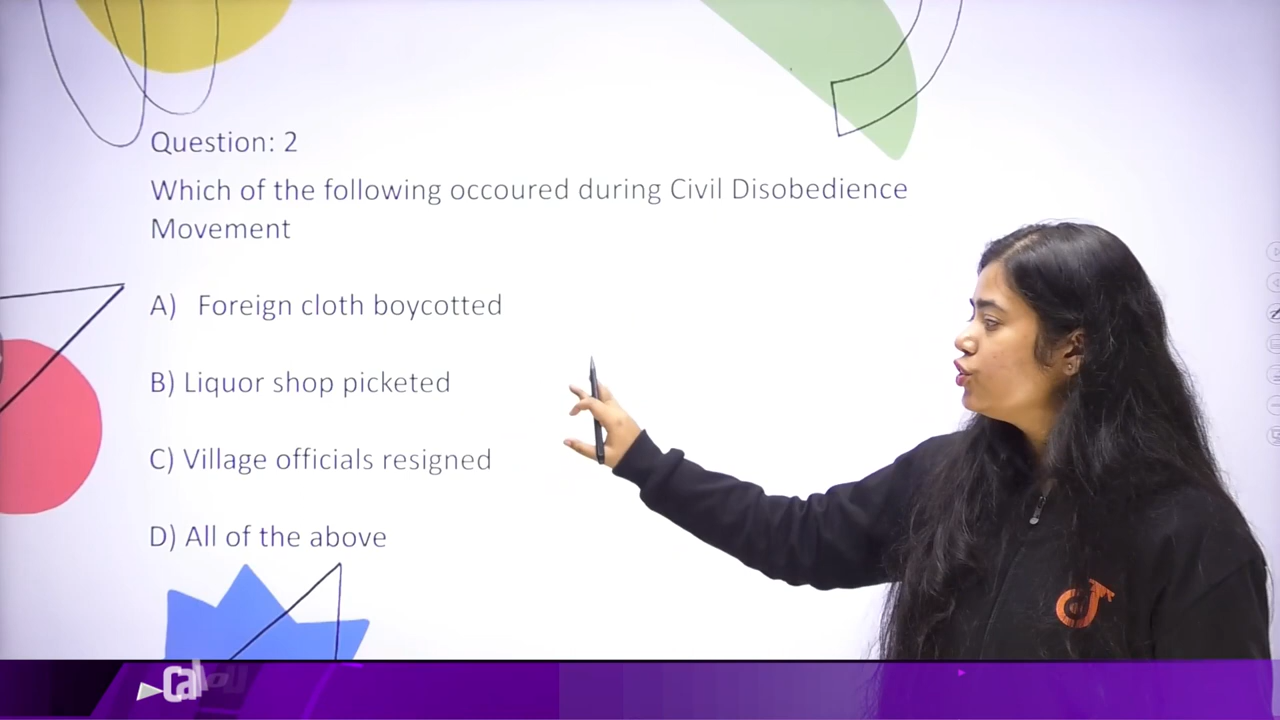 Question: 2
Which of the following occoured during Civil Disobedience
Movement
A) Foreign cloth boycotted
B) Liquor shop picketed
C) Village officials resigned
D) All of the above